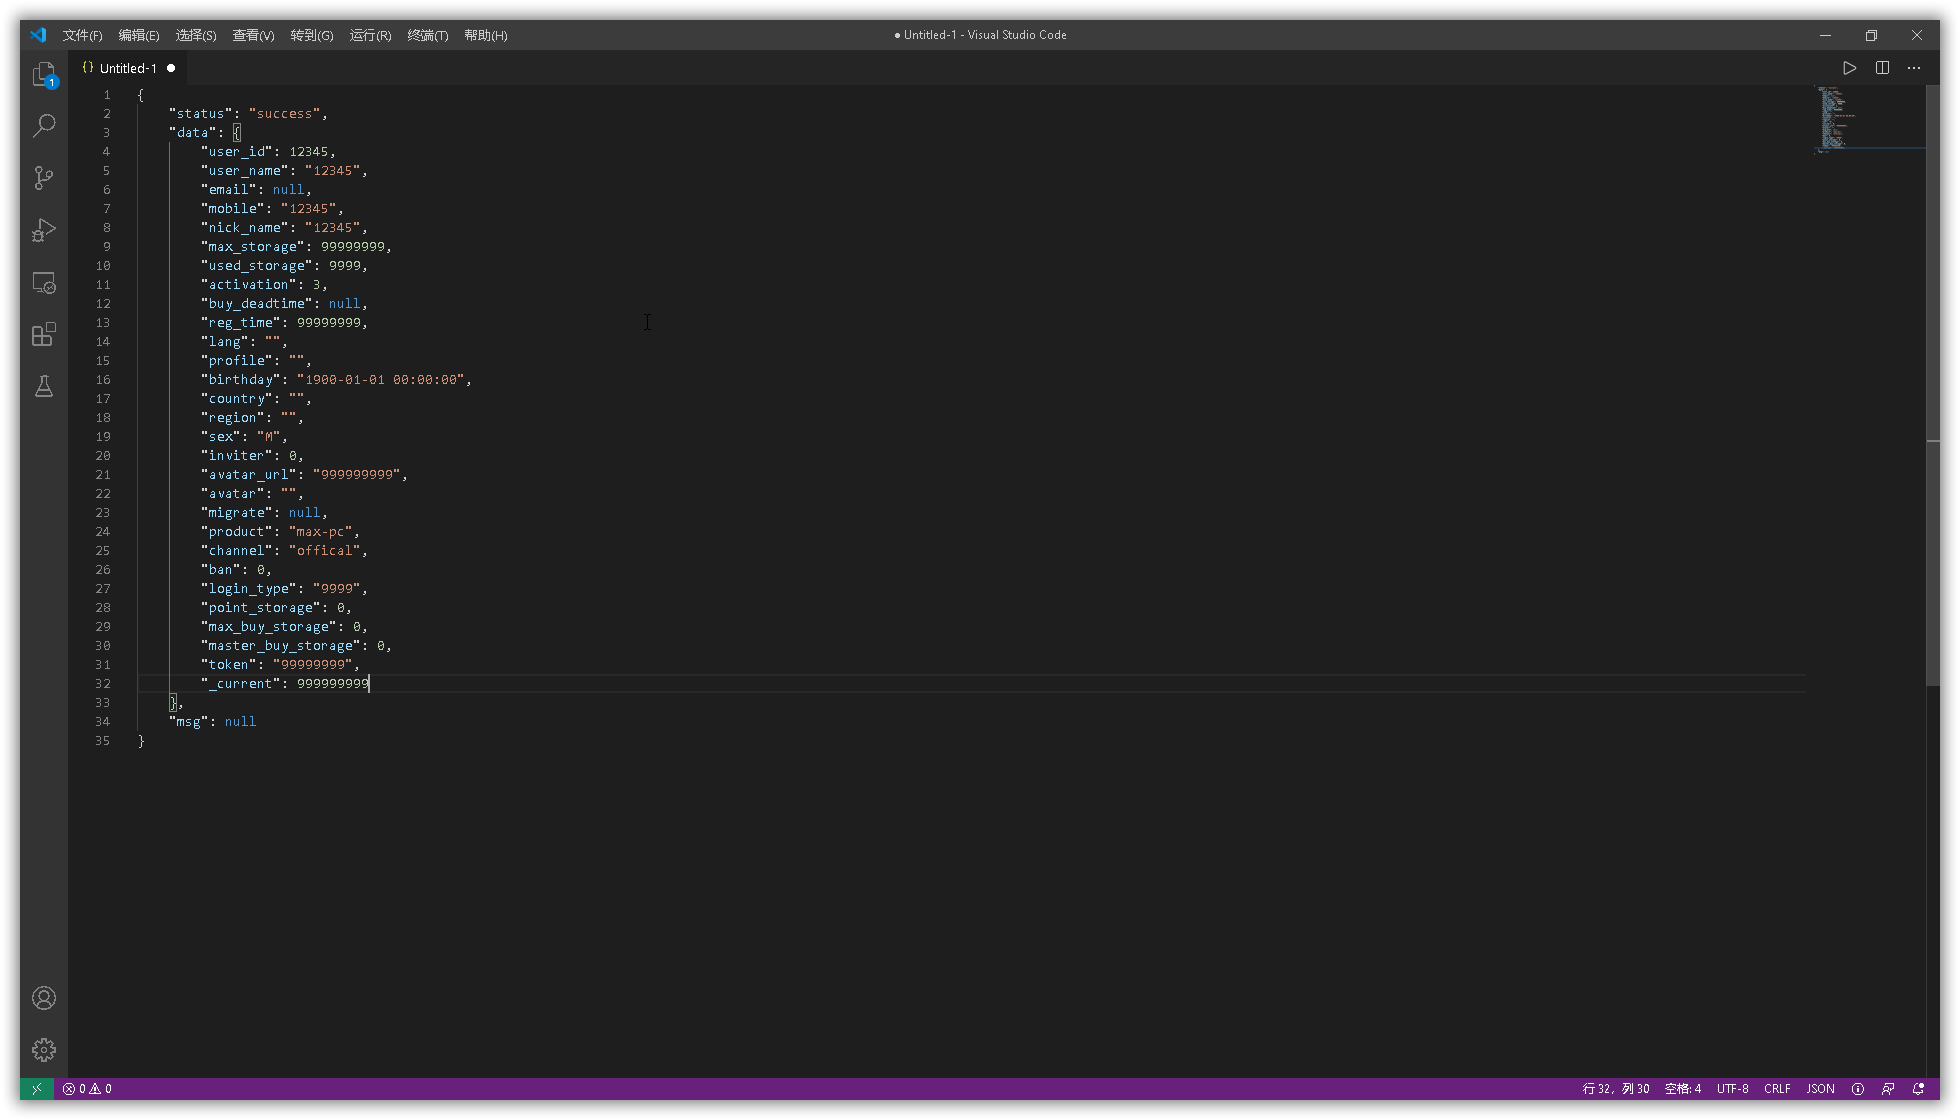 文件(F) 编辑(E) 选择(S) 查看(V) 转到(G) 运行(R) 终端(T) 帮助(H) ● Untitled-1 - Visual Studio Code
{} Untitled-1 ●
1
1 {
2 "status": "success",
3 "data": {
4 "user_id": 12345,
5 "user_name": "12345",
6 "email": null,
7 "mobile": "12345",
8 "nick_name": "12345",
9 "max_storage": 99999999,
10 "used_storage": 9999,
11 "activation": 3,
12 "buy_deadtime": null,
13 "reg_time": 99999999,
14 "lang": "",
15 "profile": "",
16 "birthday": "1900-01-01 00:00:00",
17 "country": "",
18 "region": "",
19 "sex": "M",
20 "inviter": 0,
21 "avatar_url": "999999999",
22 "avatar": "",
23 "migrate": null,
24 "product": "max-pc",
25 "channel": "offical",
26 "ban": 0,
27 "login_type": "9999",
28 "point_storage": 0,
29 "max_buy_storage": 0,
30 "master_buy_storage": 0,
31 "token": "99999999",
32 "_current": 999999999
33 },
34 "msg": null
35 }
0 0 行 32，列 30 空格: 4 UTF-8 CRLF JSON